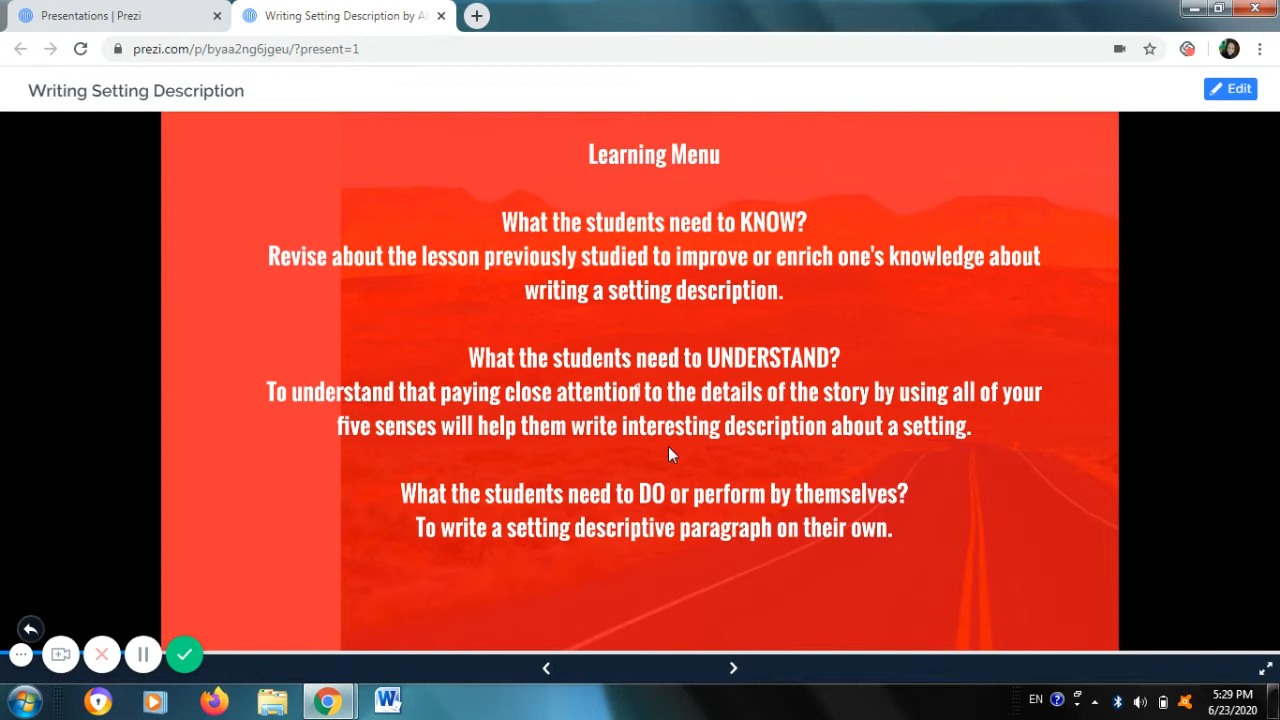 Presentations | Prezi
Writing Setting Description by Al
prezi.com/p/byaa2ng6jgeu/?present=1
Writing Setting Description
Edit
Learning Menu
What the students need to KNOW?
Revise about the lesson previously studied to improve or enrich one's knowledge about
writing a setting description.
What the students need to UNDERSTAND?
To understand that paying close attention to the details of the story by using all of your
five senses will help them write interesting description about a setting.
What the students need to DO or perform by themselves?
To write a setting descriptive paragraph on their own.
EN
5:29 PM
6/23/2020